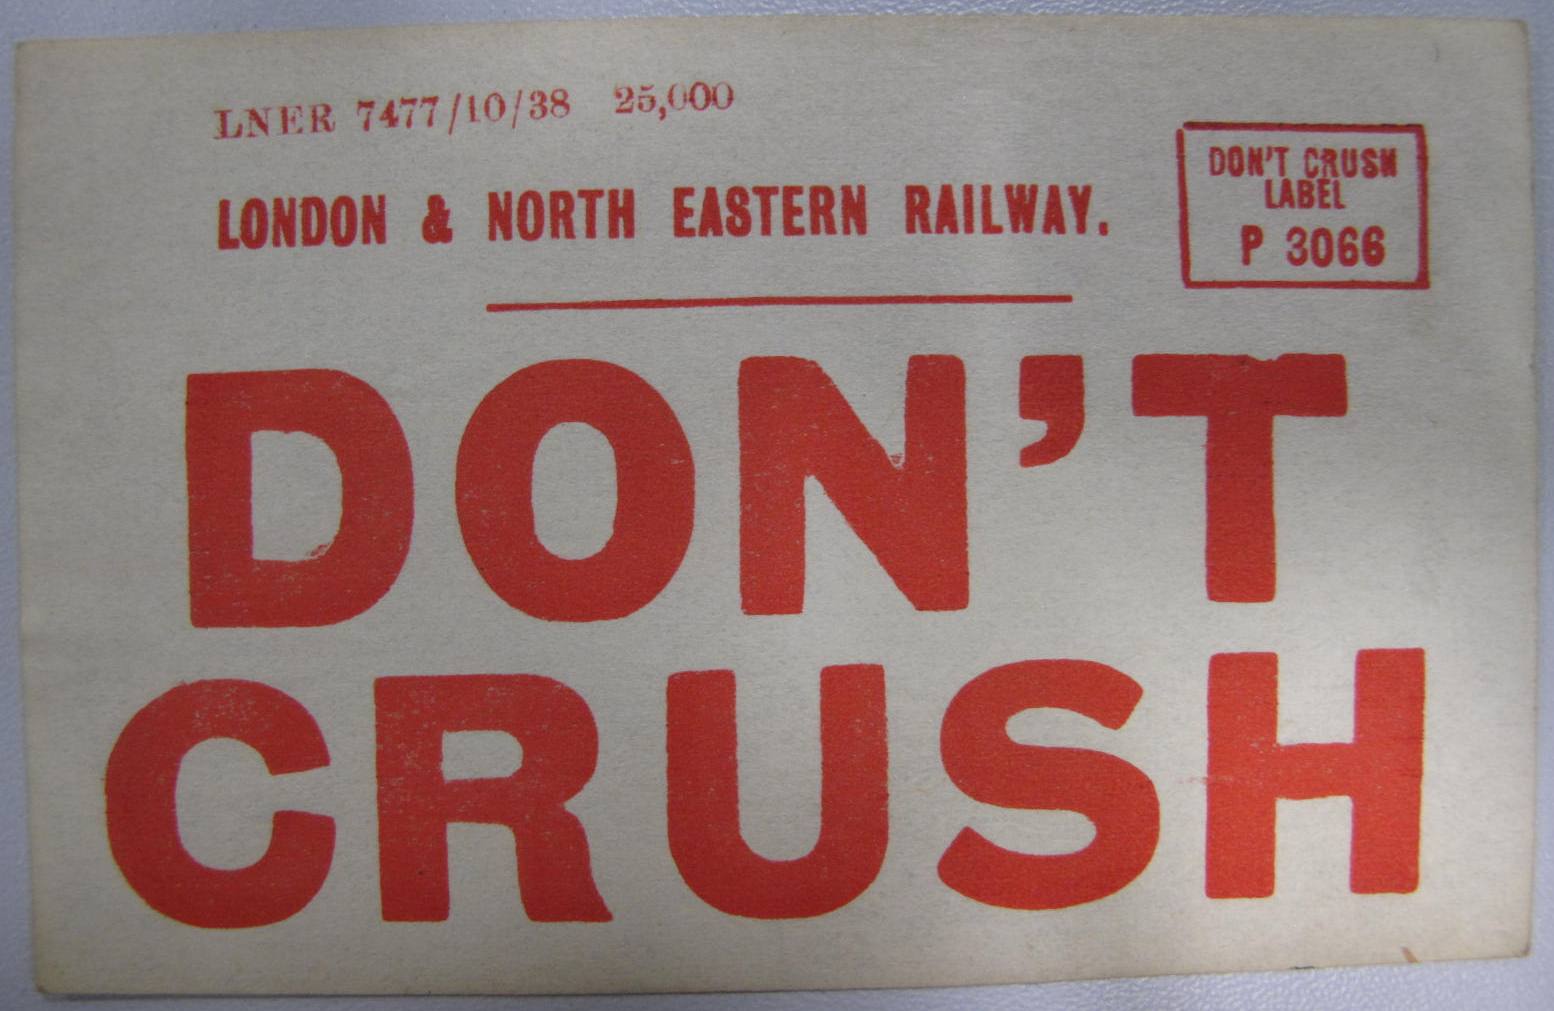 LNER 7477/10/38 25,000
LONDON & NORTH EASTERN RAILWAY.
DON'T CRUSH
LABEL
P 3066
DON'T
CRUSH